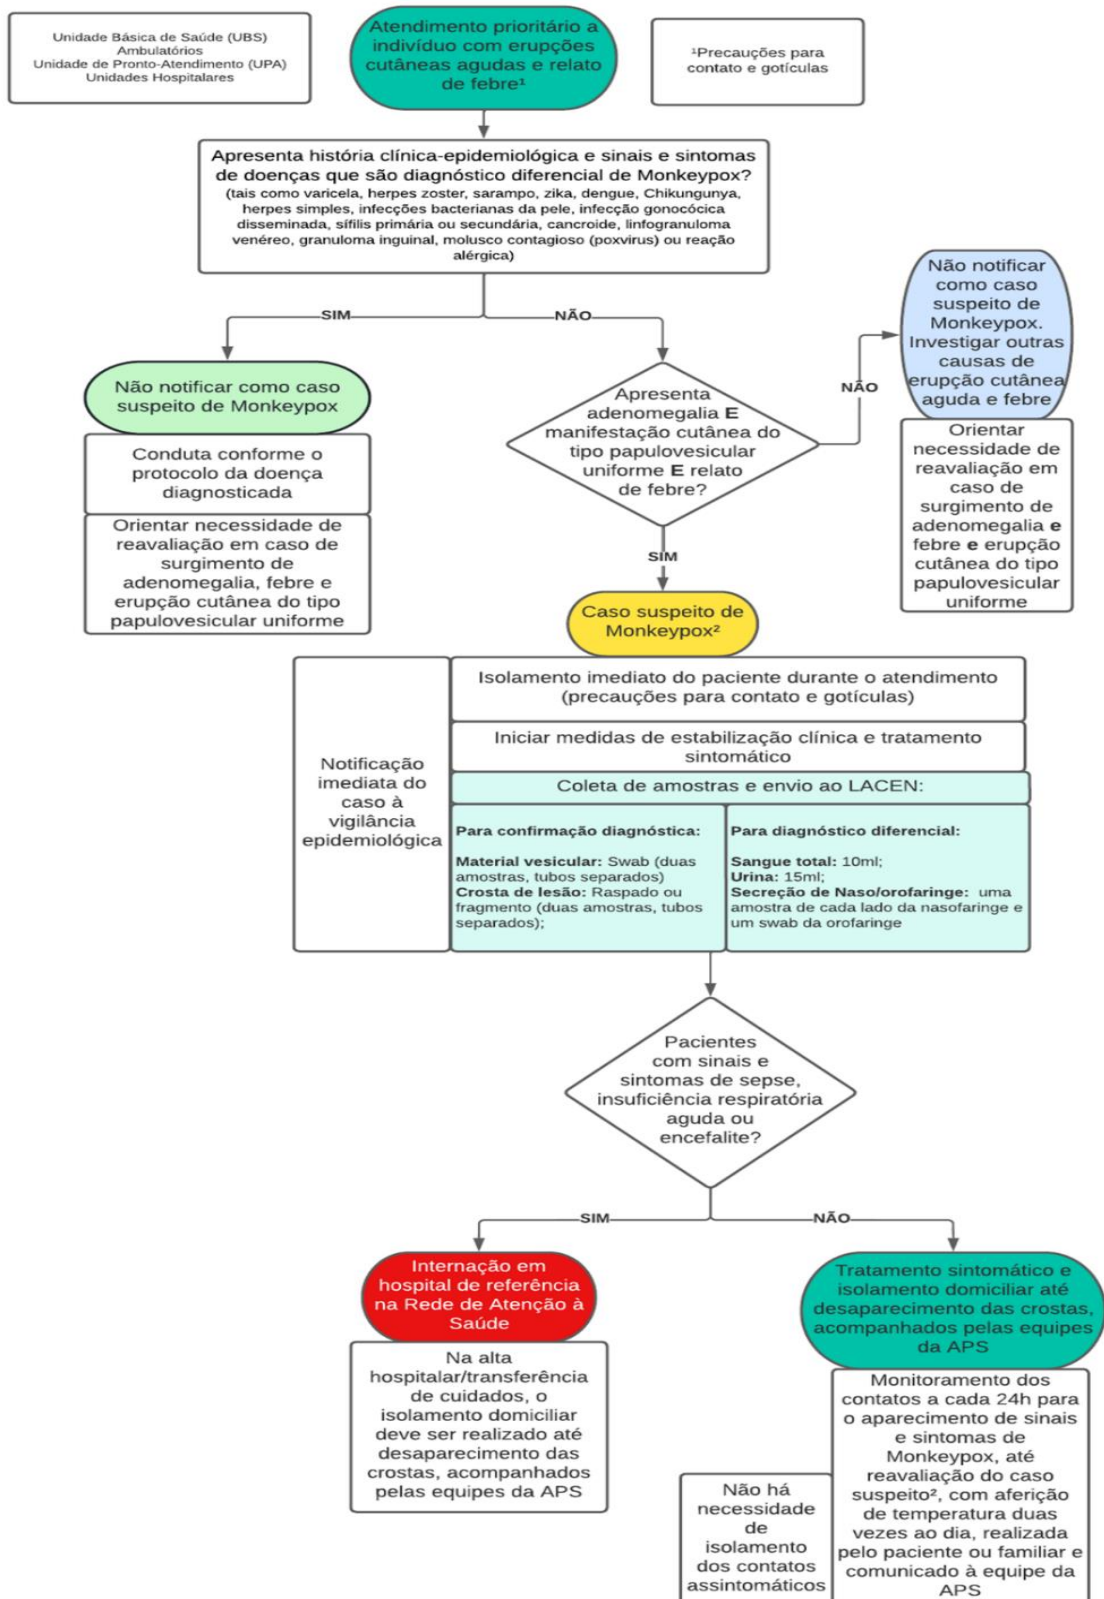 Unidade Básica de Saúde (UBS)
Ambulatórios
Unidade de Pronto-Atendimento (UPA)
Unidades Hospitalares
Atendimento prioritário a
indivíduo com erupções
cutâneas agudas e relato
de febre¹
¹Precauções para
contato e gotículas
Apresenta história clínica-epidemiológica e sinais e sintomas
de doenças que são diagnóstico diferencial de Monkeypox?
(tais como varicela, herpes zoster, sarampo, zika, dengue, Chikungunya,
herpes simples, infecções bacterianas da pele, infecção gonocócica
disseminada, sífilis primária ou secundária, cancroide, linfogranuloma
venéreo, granuloma inguinal, molusco contagioso (poxvirus) ou reação
alérgica)
SIM
NÃO
Não notificar como caso
suspeito de Monkeypox
Conduta conforme o
protocolo da doença
diagnosticada
Orientar necessidade de
reavaliação em caso de
surgimento de
adenomegalia, febre e
erupção cutânea do tipo
papulovesicular uniforme
Apresenta
adenomegalia E
manifestação cutânea do
tipo papulovesicular
uniforme E relato
de febre?
NÃO
Não notificar
como caso
suspeito de
Monkeypox.
Investigar outras
causas de
erupção cutânea
aguda e febre
Orientar
necessidade de
reavaliação em
caso de
surgimento de
adenomegalia e
febre e erupção
cutânea do tipo
papulovesicular
uniforme
SIM
Caso suspeito de
Monkeypox²
Notificação
imediata do
caso à
vigilância
epidemiológica
Isolamento imediato do paciente durante o atendimento
(precauções para contato e gotículas)
Iniciar medidas de estabilização clínica e tratamento
sintomático
Coleta de amostras e envio ao LACEN:
Para confirmação diagnóstica:
Material vesicular: Swab (duas
amostras, tubos separados)
Crosta de lesão: Raspado ou
fragmento (duas amostras, tubos
separados);
Para diagnóstico diferencial:
Sangue total: 10ml;
Urina: 15ml;
Secreção de Naso/orofaringe: uma
amostra de cada lado da nasofaringe e
um swab da orofaringe
Pacientes
com sinais e
sintomas de sepse,
insuficiência respiratória
aguda ou
encefalite?
SIM
NÃO
Internação em
hospital de referência
na Rede de Atenção à
Saúde
Na alta
hospitalar/transferência
de cuidados, o
isolamento domiciliar
deve ser realizado até
desaparecimento das
crostas, acompanhados
pelas equipes da APS
Tratamento sintomático e
isolamento domiciliar até
desaparecimento das crostas,
acompanhados pelas equipes
da APS
Não há
necessidade
de
isolamento
dos contatos
assintomáticos
Monitoramento dos
contatos a cada 24h para
o aparecimento de sinais
e sintomas de
Monkeypox, até
reavaliação do caso
suspeito², com aferição
de temperatura duas
vezes ao dia, realizada
pelo paciente ou familiar e
comunicado à equipe da
APS